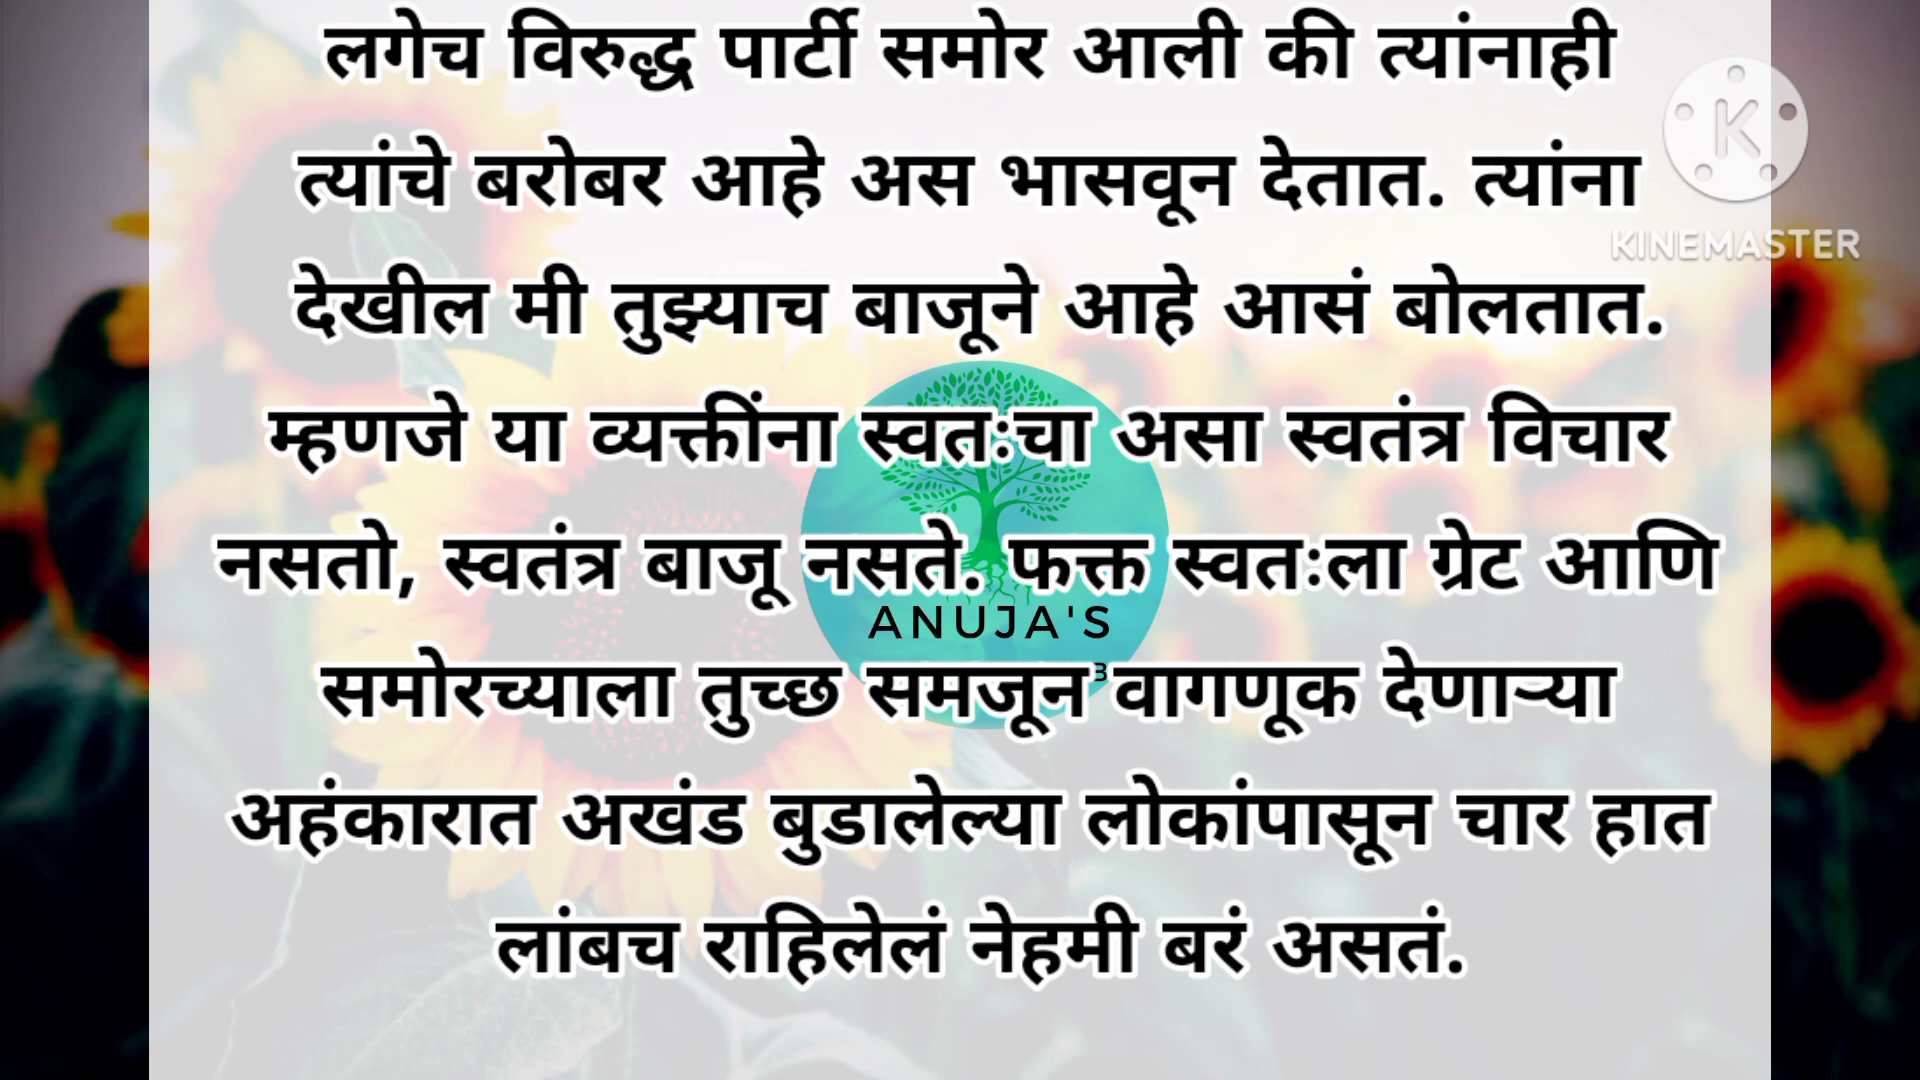 लगेच विरुद्ध पार्टी समोर आली की त्यांनाही
त्यांचे बरोबर आहे अस भासवून देतात. त्यांना
देखील मी तुझ्याच बाजूने आहे आसं बोलतात.
म्हणजे या व्यक्तींना स्वतःचा असा स्वतंत्र विचार
नसतो, स्वतंत्र बाजू नसते. फक्त स्वतःला ग्रेट आणि
समोरच्याला तुच्छ समजून वागणूक देणाऱ्या
अहंकारात अखंड बुडालेल्या लोकांपासून चार हात
लांबच राहिलेलं नेहमी बरं असतं.
K
KINEMASTER
ANUJA'S